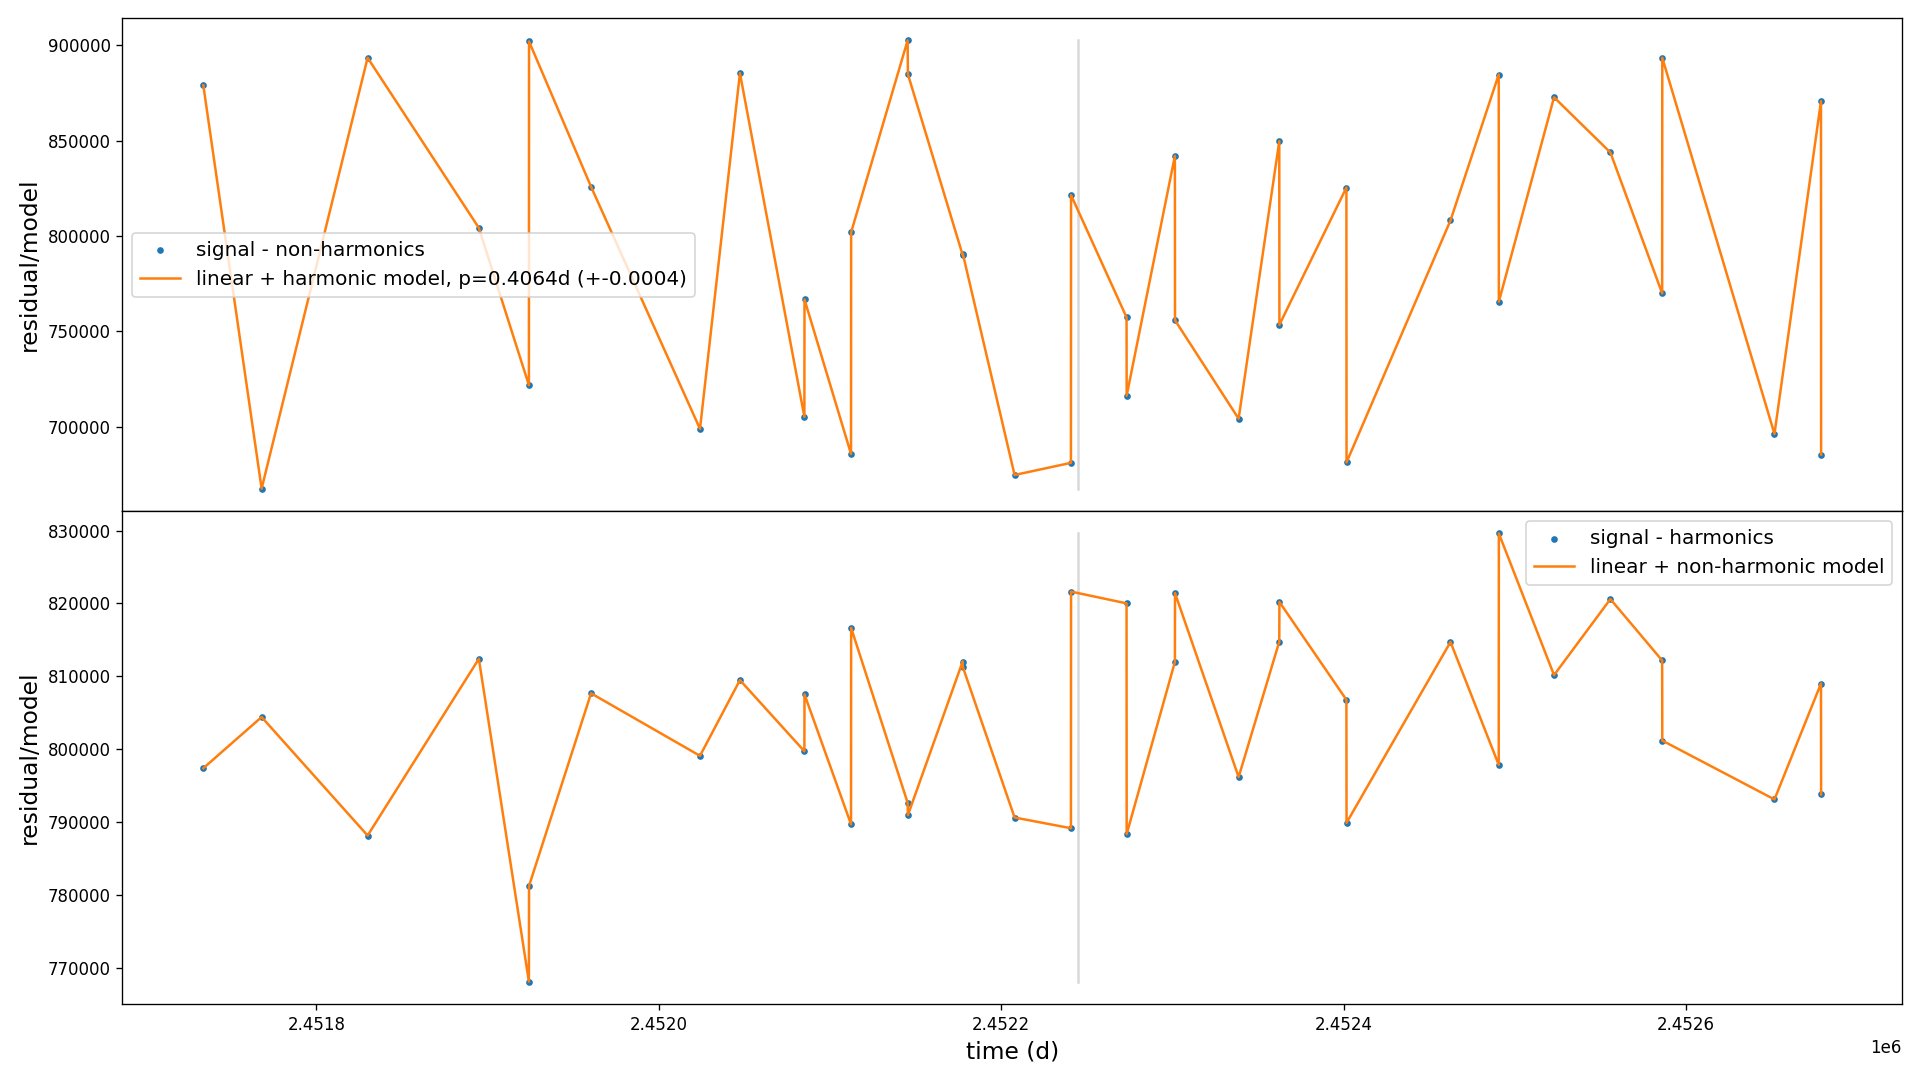 900000
850000
800000
750000
700000
residual/model
signal - non-harmonics
linear + harmonic model, p=0.4064d (+-0.0004)
830000
820000
810000
800000
790000
780000
770000
residual/model
signal - harmonics
linear + non-harmonic model
2.4518
2.4520
2.4522
2.4524
2.4526
1e6
time (d)